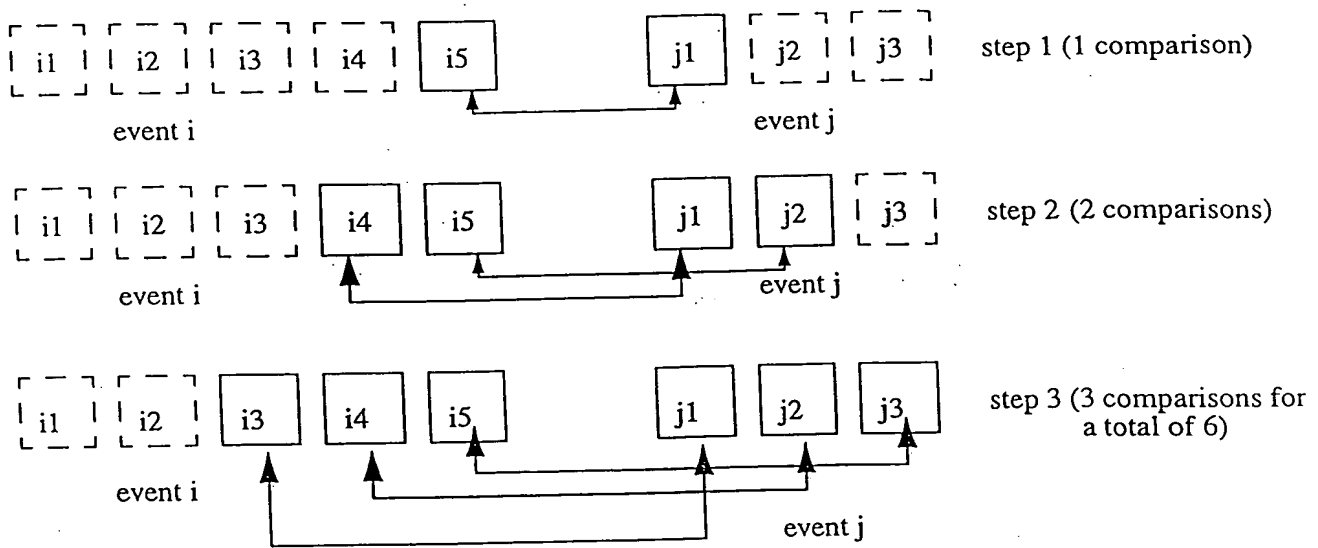 i1 i2 i3 i4 i5 j1 j2 j3 step 1 (1 comparison)
event i event j
i1 i2 i3 i4 i5 j1 j2 j3 step 2 (2 comparisons)
event i event j
i1 i2 i3 i4 i5 j1 j2 j3 step 3 (3 comparisons for
a total of 6)
event i
event j